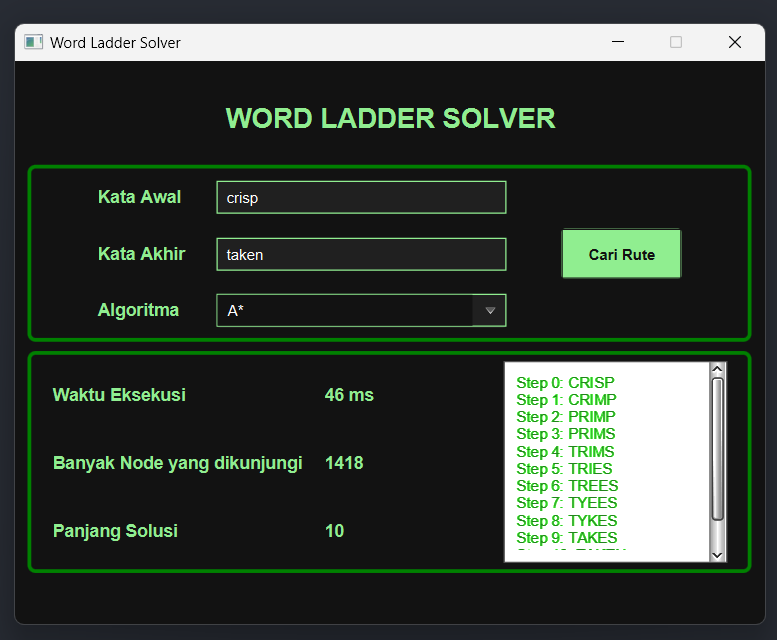 Word Ladder Solver
WORD LADDER SOLVER
Kata Awal
crisp
Kata Akhir
taken
Cari Rute
Algoritma
A*
Waktu Eksekusi
46 ms
Banyak Node yang dikunjungi
1418
Panjang Solusi
10
Step 0: CRISP
Step 1: CRIMP
Step 2: PRIMP
Step 3: PRIMS
Step 4: TRIMS
Step 5: TRIES
Step 6: TREES
Step 7: TYEES
Step 8: TYKES
Step 9: TAKES